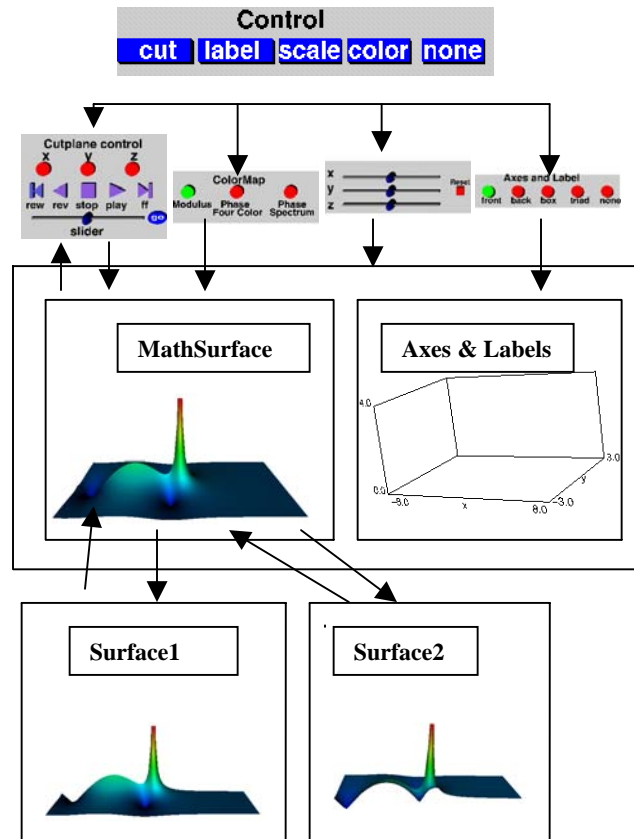 Control
cut label scale color none
Cutplane control
x y z
rew rev stop play ff
go
slider
ColorMap
Modulus Phase Four Color Phase Spectrum
x
y
z
Reset
Axes and Label
front back box triad none
MathSurface
Axes & Labels
4.0
0.0
-8.0
x
8.0
-3.0
y
3.0
Surface1
Surface2